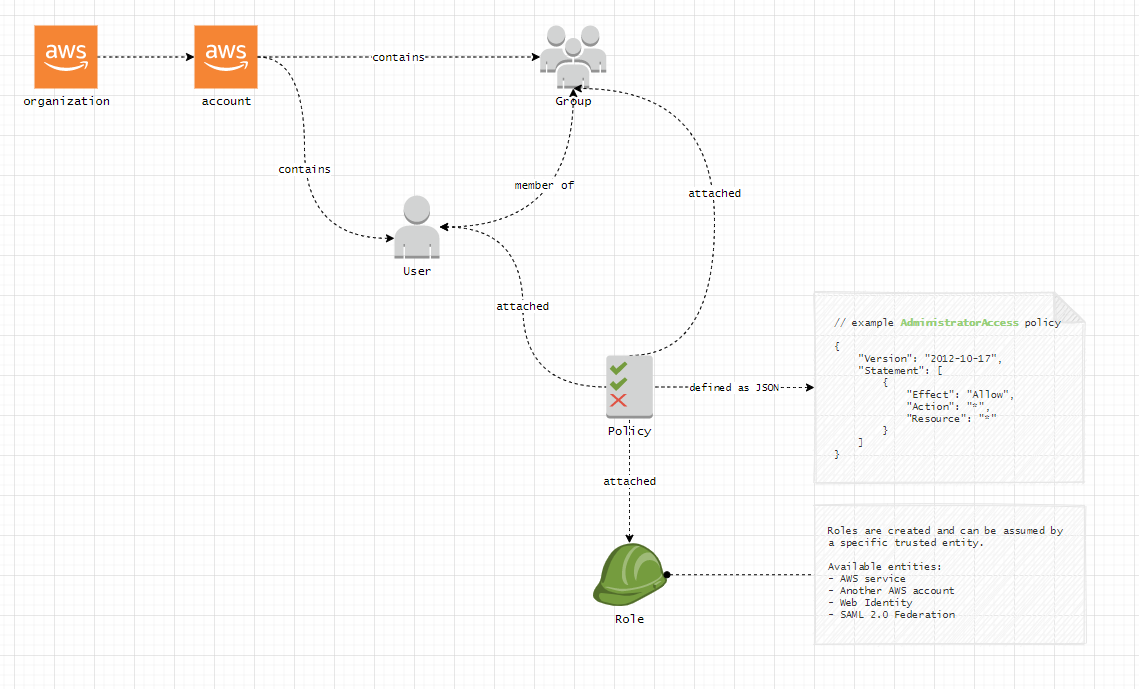 aws
aws
organization
account
contains
Group
contains
member of
attached
User
attached
// example AdministratorAccess policy
{
"Version": "2012-10-17",
"Statement": [
{
"Effect": "Allow",
"Action": "*",
"Resource": "*"
}
]
}
defined as JSON
Policy
attached
Roles are created and can be assumed by
a specific trusted entity.
Available entities:
- AWS service
- Another AWS account
- Web Identity
- SAML 2.0 Federation
Role